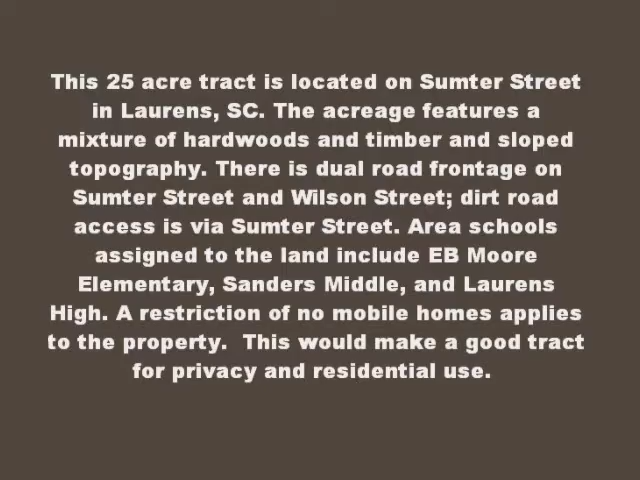 This 25 acre tract is located on Sumter Street
in Laurens, SC. The acreage features a
mixture of hardwoods and timber and sloped
topography. There is dual road frontage on
Sumter Street and Wilson Street; dirt road
access is via Sumter Street. Area schools
assigned to the land include EB Moore
Elementary, Sanders Middle, and Laurens
High. A restriction of no mobile homes applies
to the property.  This would make a good tract
for privacy and residential use.